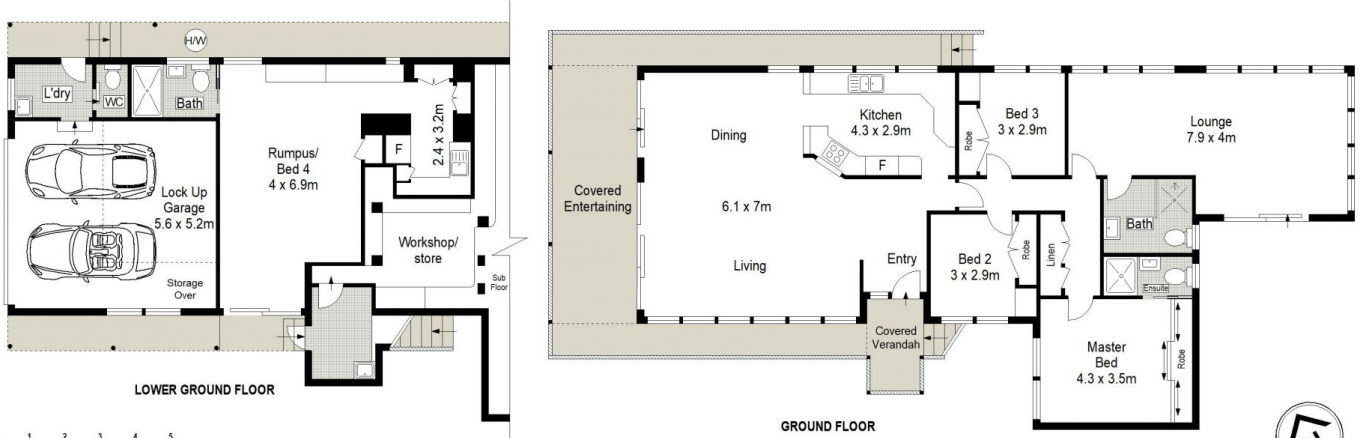 H/W
L'dry
WC
Bath
F
2.4 x 3.2m
Rumpus/
Bed 4
4 x 6.9m
Lock Up
Garage
5.6 x 5.2m
Storage
Over
Workshop/
store
Sub
Floor
LOWER GROUND FLOOR
1 2 3 4 5
Covered
Entertaining
Dining
Kitchen
4.3 x 2.9m
F
6.1 x 7m
Living
Entry
Covered
Verandah
Bed 3
3 x 2.9m
Robe
Bed 2
3 x 2.9m
Robe
Linen
Lounge
7.9 x 4m
Bath
Ensuite
Master
Bed
4.3 x 3.5m
Robe
GROUND FLOOR